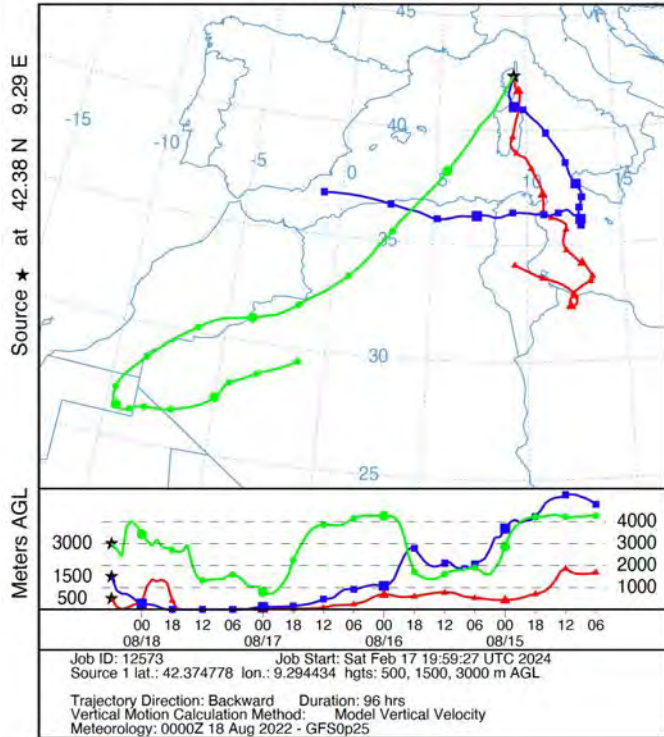 Source ★ at 42.38 N 9.29 E
45
-15
-10
40
-5
0
5
10
15
35
30
25
Meters AGL
3000
1500
500
4000
3000
2000
1000
00 18 12 06 00 18 12 06 00 18 12 06 00 18 12 06
08/18 08/17 08/16 08/15
Job ID: 12573 Job Start: Sat Feb 17 19:59:27 UTC 2024
Source 1 lat.: 42.374778 lon.: 9.294434 hgts: 500, 1500, 3000 m AGL
Trajectory Direction: Backward Duration: 96 hrs
Vertical Motion Calculation Method: Model Vertical Velocity
Meteorology: 0000Z 18 Aug 2022 - GFS0p25